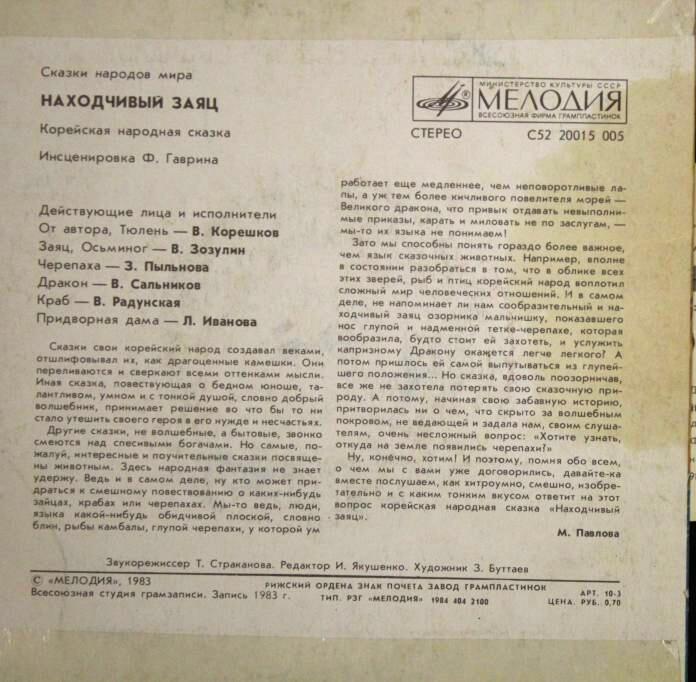 Сказки народов мира
НАХОДЧИВЫЙ ЗАЯЦ
Корейская народная сказка
Инсценировка Ф. Гаврина
МИНИСТЕРСТВО КУЛЬТУРЫ СССР
МЕЛОДИЯ
ВСЕСОЮЗНАЯ ФИРМА ГРАМПЛАСТИНОК
СТЕРЕО С52 20015 005
Действующие лица и исполнители
От автора, Тюлень — В. Корешков
Заяц, Осьминог — В. Зозулин
Черепаха — З. Пыльнова
Дракон — В. Сальников
Краб — В. Радунская
Придворная дама — Л. Иванова
Сказки свои корейский народ создавал веками,
отшлифовывал их, как драгоценные камешки. Они
переливаются и сверкают всеми оттенками мысли.
Иная сказка, повествующая о бедном юноше, та-
лантливом, умном и с тонкой душой, словно добрый
волшебник, принимает решение во что бы то ни
стало утешить своего героя в его нужде и несчастьях.
Другие сказки, не волшебные, а бытовые, звонко
смеются над спесивыми богачами. Но самые, по-
жалуй, интересные и поучительные сказки посвяще-
ны животным. Здесь народная фантазия не знает
удержу. Ведь и в самом деле, ну кто может при-
драться к смешному повествованию о каких-нибудь
зайцах, крабах или черепахах. Мы-то ведь, люди,
языка какой-нибудь обидчивой плоской, словно
блин, рыбы камбалы, глупой черепахи, у которой ум
работает еще медленнее, чем неповоротливые ла-
пы, а уж тем более кичливого повелителя морей —
Великого дракона, что привык отдавать невыполни-
мые приказы, карать и миловать не по заслугам, —
мы-то их языка не понимаем!
Зато мы способны понять гораздо более важное,
чем язык сказочных животных. Например, вполне
в состоянии разобраться в том, что в облике всех
этих зверей, рыб и птиц корейский народ воплотил
сложный мир человеческих отношений. И в самом
деле, не напоминает ли нам сообразительный и на-
ходчивый заяц озорника мальчишку, показавшего
нос глупой и надменной тетке-черепахе, которая
вообразила, будто стоит ей захотеть, и услужить
капризному Дракону окажется легче легкого? А
потом пришлось ей самой выпутываться из глупей-
шего положения... Но сказка, вдоволь поозорничав,
все же не захотела потерять свою сказочную при-
роду. А потому, начиная свою забавную историю,
притворилась ни о чем, что скрыто за волшебным
покровом, не ведающей и задала нам, своим слуша-
телям, очень несложный вопрос: «Хотите узнать,
откуда на земле появились черепахи?»
Ну, конечно, хотим! И поэтому, помня обо всем,
о чем мы с вами уже договорились, давайте-ка
вместе послушаем, как хитроумно, смешно, изобре-
тательно и с каким тонким вкусом ответит на этот
вопрос корейская народная сказка «Находчивый
заяц».
М. Павлова
Звукорежиссер Т. Страканова. Редактор И. Якушенко. Художник З. Буттаев
© «МЕЛОДИЯ», 1983
Всесоюзная студия грамзаписи. Запись 1983 г.
РИЖСКИЙ ОРДЕНА ЗНАК ПОЧЕТА ЗАВОД ГРАМПЛАСТИНОК
ТИП. РЗГ «МЕЛОДИЯ» 1984 404 2100
АРТ. 10-3
ЦЕНА. РУБ. 0,70